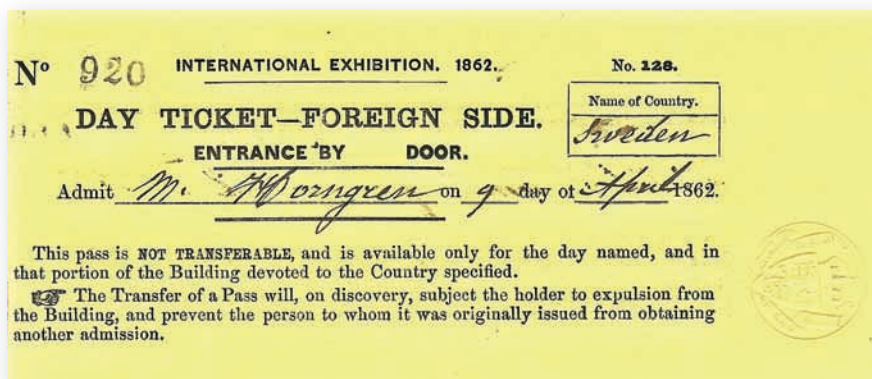 Nº 920 INTERNATIONAL EXHIBITION. 1862. No. 128.
Name of Country.
Sweden
DAY TICKET—FOREIGN SIDE.
ENTRANCE BY DOOR.
Admit M. Horngren on 9 day of April 1862.
This pass is NOT TRANSFERABLE, and is available only for the day named, and in
that portion of the Building devoted to the Country specified.
☞ The Transfer of a Pass will, on discovery, subject the holder to expulsion from
the Building, and prevent the person to whom it was originally issued from obtaining
another admission.